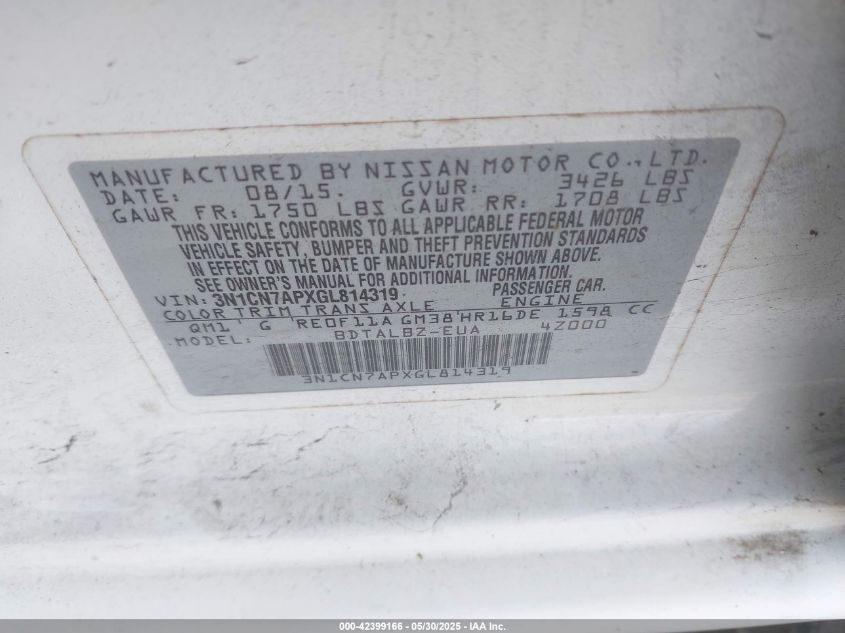 MANUFACTURED BY NISSAN MOTOR CO.,LTD.
DATE: 08/15. GVWR: 3426 LBS
GAWR FR: 1750 LBS GAWR RR: 1708 LBS
THIS VEHICLE CONFORMS TO ALL APPLICABLE FEDERAL MOTOR
VEHICLE SAFETY, BUMPER AND THEFT PREVENTION STANDARDS
IN EFFECT ON THE DATE OF MANUFACTURE SHOWN ABOVE.
SEE OWNER'S MANUAL FOR ADDITIONAL INFORMATION.
VIN: 3N1CN7APXGL814319 PASSENGER CAR.
COLOR TRIM TRANS AXLE ENGINE
QM1 G RE0F11A GM38 HR16DE 1598 CC
MODEL: BDTALBZ-EUA 4Z000
3N1CN7APXGL814319
000-42399166 - 05/30/2025 - IAA Inc.